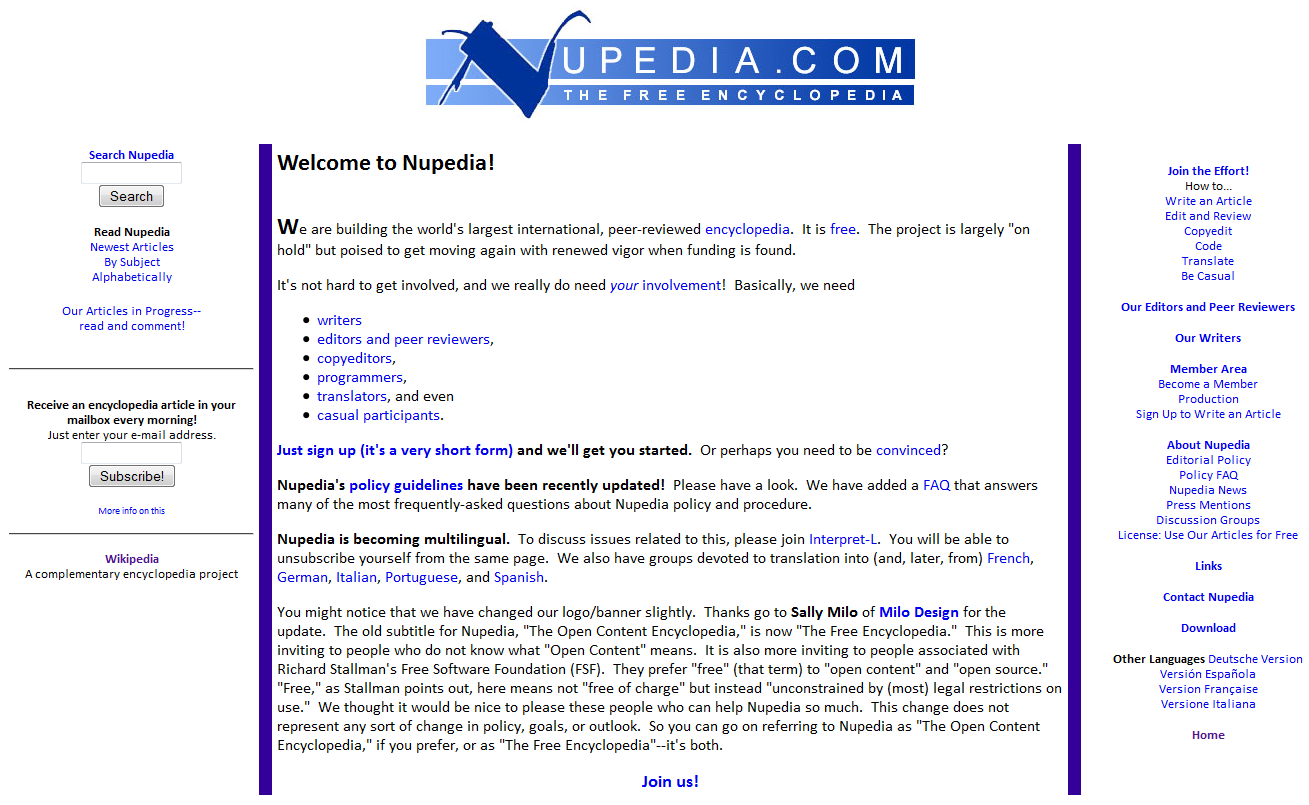 NUPEDIA.COM
THE FREE ENCYCLOPEDIA
Search Nupedia
Search
Read Nupedia
Newest Articles
By Subject
Alphabetically
Our Articles in Progress--
read and comment!
Receive an encyclopedia article in your
mailbox every morning!
Just enter your e-mail address.
Subscribe!
More info on this
Wikipedia
A complementary encyclopedia project
Welcome to Nupedia!
We are building the world's largest international, peer-reviewed encyclopedia.  It is free.  The project is largely "on
hold" but poised to get moving again with renewed vigor when funding is found.
It's not hard to get involved, and we really do need your involvement!  Basically, we need
• writers
• editors and peer reviewers,
• copyeditors,
• programmers,
• translators, and even
• casual participants.
Just sign up (it's a very short form) and we'll get you started.  Or perhaps you need to be convinced?
Nupedia's policy guidelines have been recently updated!  Please have a look.  We have added a FAQ that answers
many of the most frequently-asked questions about Nupedia policy and procedure.
Nupedia is becoming multilingual.  To discuss issues related to this, please join Interpret-L.  You will be able to
unsubscribe yourself from the same page.  We also have groups devoted to translation into (and, later, from) French,
German, Italian, Portuguese, and Spanish.
You might notice that we have changed our logo/banner slightly.  Thanks go to Sally Milo of Milo Design for the
update.  The old subtitle for Nupedia, "The Open Content Encyclopedia," is now "The Free Encyclopedia."  This is more
inviting to people who do not know what "Open Content" means.  It is also more inviting to people associated with
Richard Stallman's Free Software Foundation (FSF).  They prefer "free" (that term) to "open content" and "open source."
"Free," as Stallman points out, here means not "free of charge" but instead "unconstrained by (most) legal restrictions on
use."  We thought it would be nice to please these people who can help Nupedia so much.  This change does not
represent any sort of change in policy, goals, or outlook.  So you can go on referring to Nupedia as "The Open Content
Encyclopedia," if you prefer, or as "The Free Encyclopedia"--it's both.
Join us!
Join the Effort!
How to...
Write an Article
Edit and Review
Copyedit
Code
Translate
Be Casual
Our Editors and Peer Reviewers
Our Writers
Member Area
Become a Member
Production
Sign Up to Write an Article
About Nupedia
Editorial Policy
Policy FAQ
Nupedia News
Press Mentions
Discussion Groups
License: Use Our Articles for Free
Links
Contact Nupedia
Download
Other Languages Deutsche Version
Versión Española
Version Française
Versione Italiana
Home